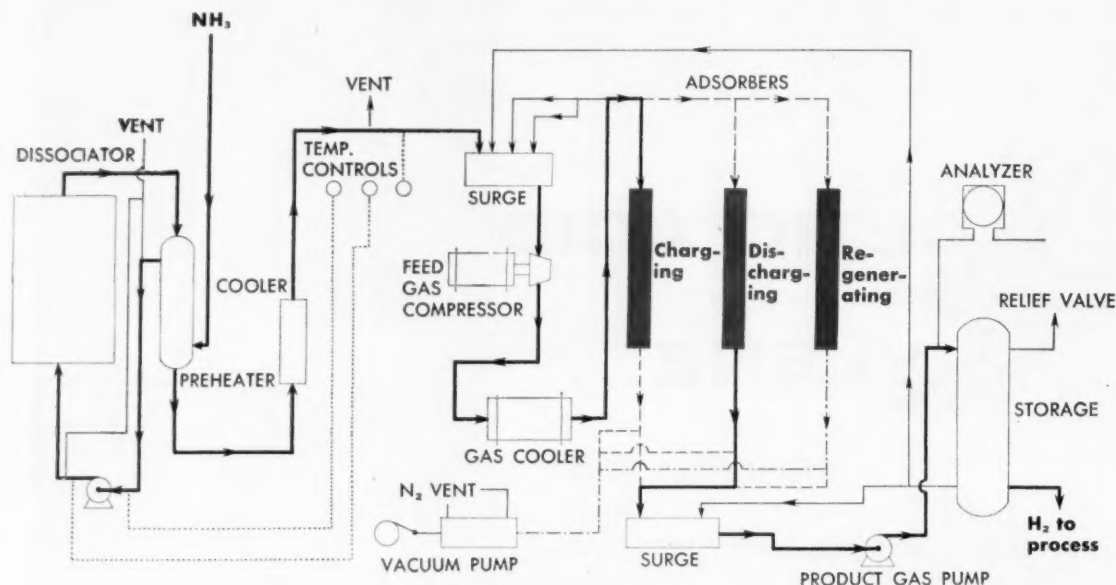 NH₃
VENT
VENT
DISSOCIATOR
TEMP.
CONTROLS
COOLER
PREHEATER
SURGE
FEED
GAS
COMPRESSOR
GAS COOLER
N₂ VENT
VACUUM PUMP
ADSORBERS
Charg-
ing
Dis-
charg-
ing
Re-
gener-
ating
ANALYZER
RELIEF VALVE
STORAGE
H₂ to
process
SURGE
PRODUCT GAS PUMP